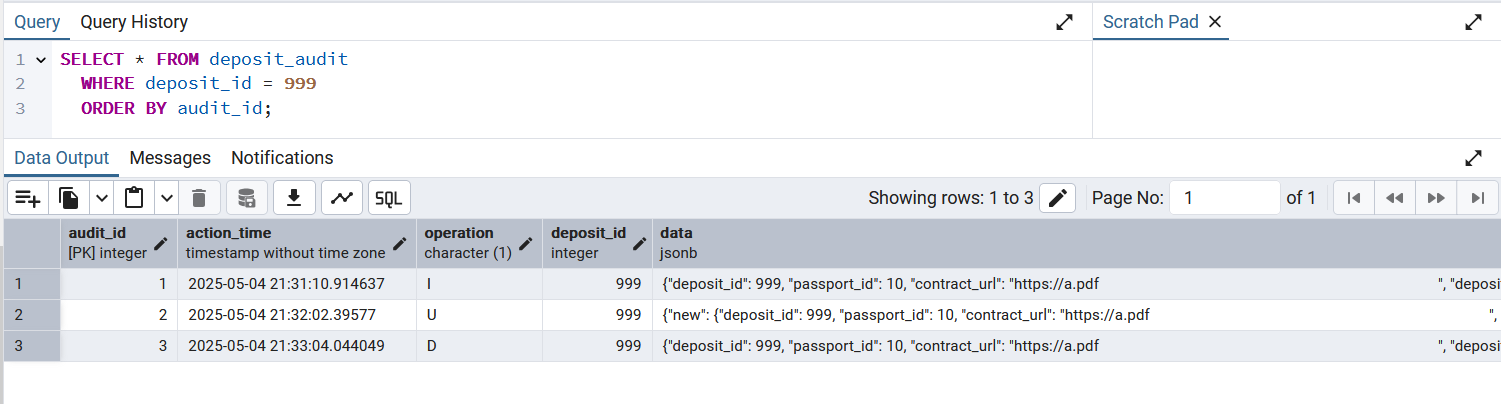 Query Query History
Scratch Pad
1 SELECT * FROM deposit_audit
2 WHERE deposit_id = 999
3 ORDER BY audit_id;
Data Output Messages Notifications
SQL Showing rows: 1 to 3 Page No: 1 of 1
audit_id action_time operation deposit_id data
[PK] integer timestamp without time zone character (1) integer jsonb
1 1 2025-05-04 21:31:10.914637 I 999 {"deposit_id": 999, "passport_id": 10, "contract_url": "https://a.pdf ", "deposi
2 2 2025-05-04 21:32:02.39577 U 999 {"new": {"deposit_id": 999, "passport_id": 10, "contract_url": "https://a.pdf ",
3 3 2025-05-04 21:33:04.044049 D 999 {"deposit_id": 999, "passport_id": 10, "contract_url": "https://a.pdf ", "deposi